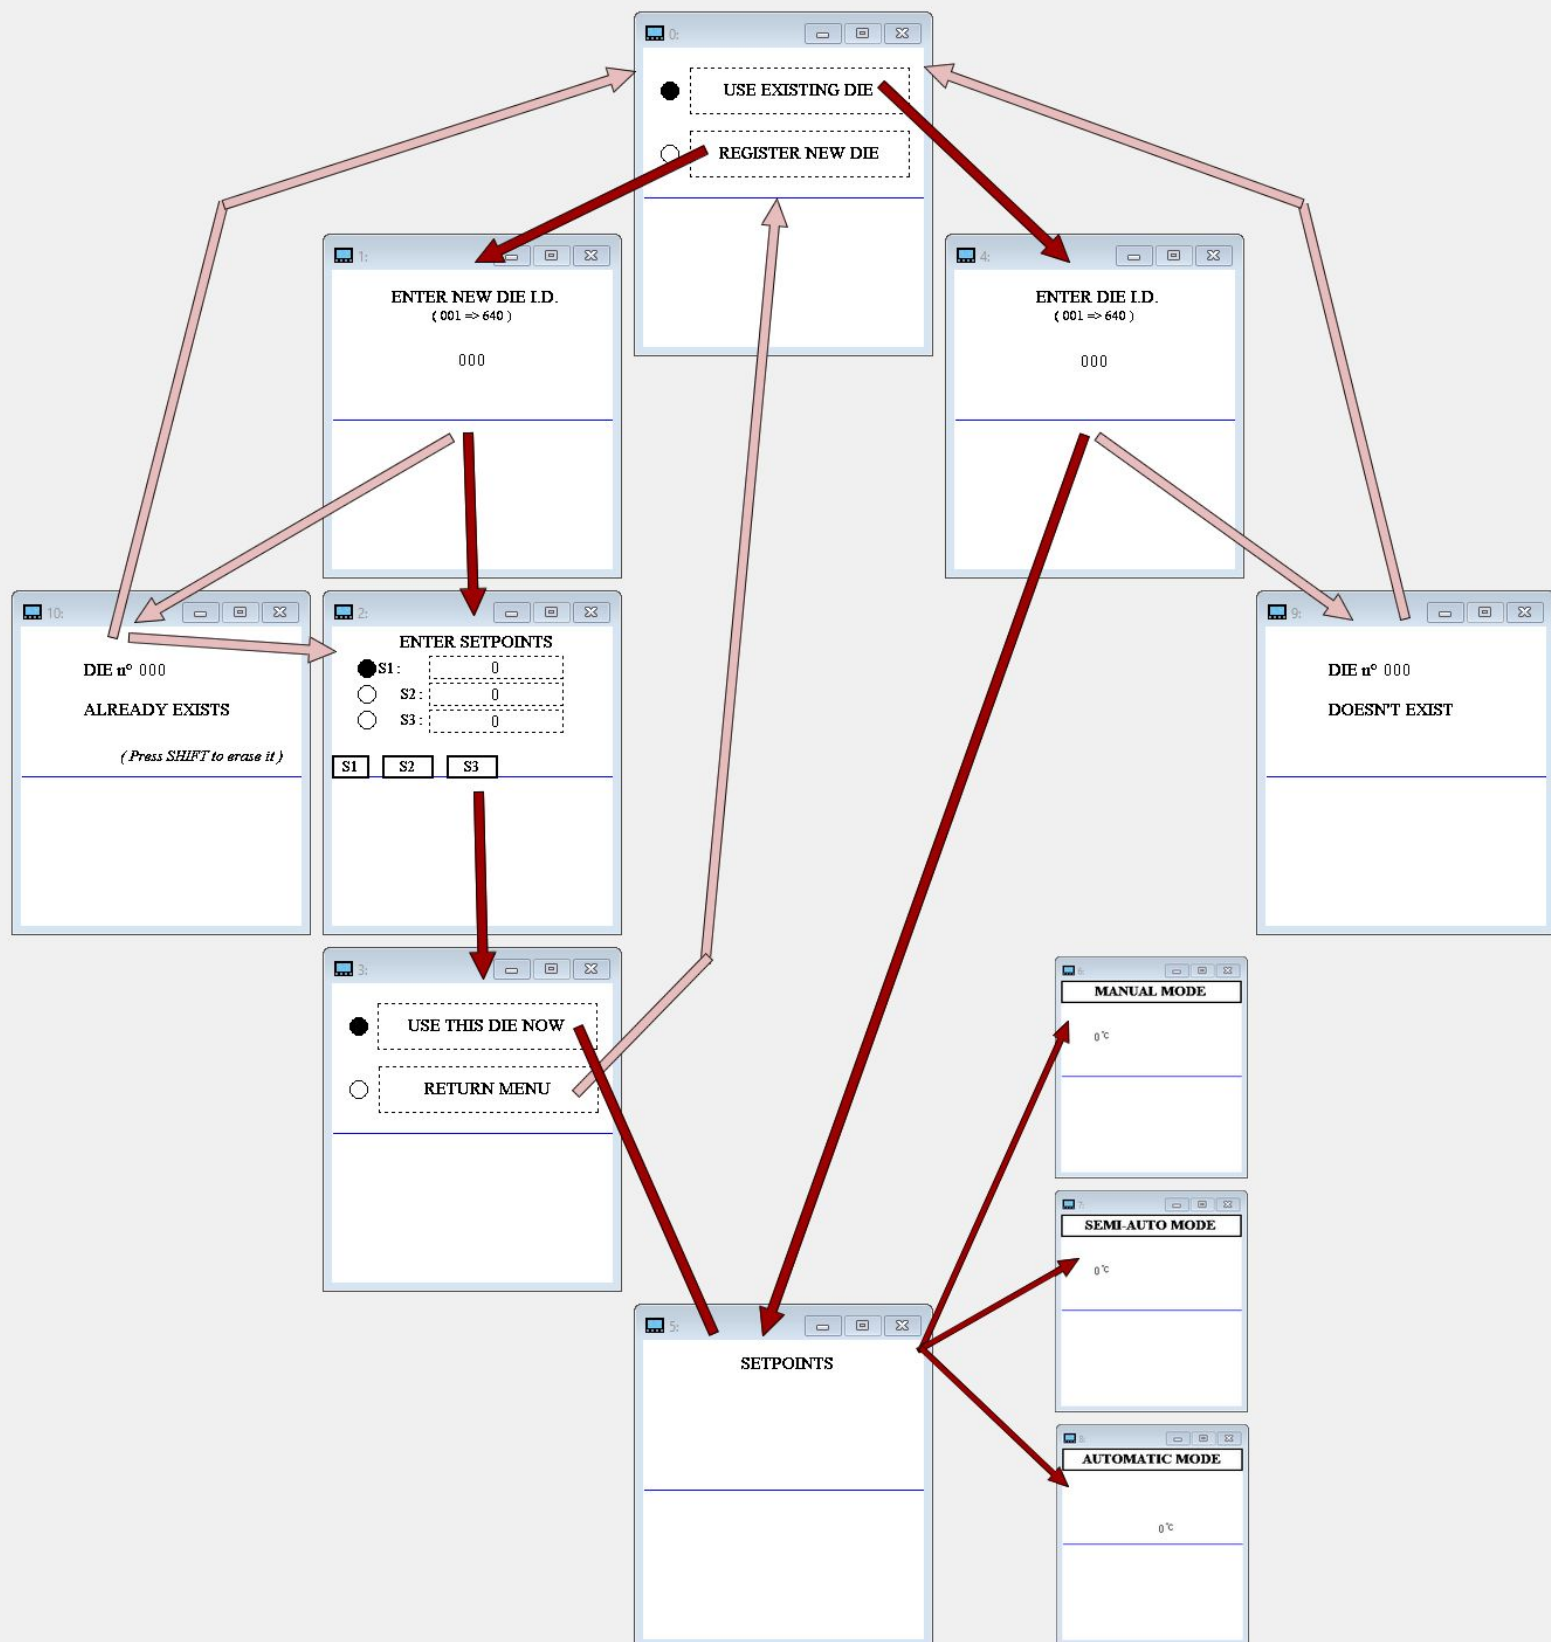 0:
USE EXISTING DIE
REGISTER NEW DIE
1:
ENTER NEW DIE I.D.
( 001 => 640 )
000
4:
ENTER DIE I.D.
( 001 => 640 )
000
10:
DIE n° 000
ALREADY EXISTS
( Press SHIFT to erase it )
2:
ENTER SETPOINTS
S1 : 0
S2 : 0
S3 : 0
S1 S2 S3
9:
DIE n° 000
DOESN'T EXIST
3:
USE THIS DIE NOW
RETURN MENU
6:
MANUAL MODE
0 °C
7:
SEMI-AUTO MODE
0 °C
5:
SETPOINTS
8:
AUTOMATIC MODE
0 °C